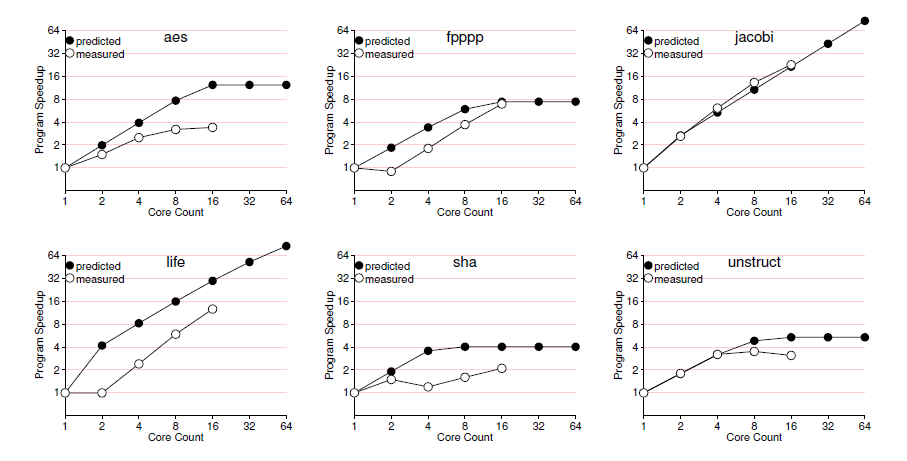 aes
64
predicted
32
measured
16
8
4
2
1
Program Speedup
1 2 4 8 16 32 64
Core Count
fpppp
64
predicted
32
measured
16
8
4
2
1
Program Speedup
1 2 4 8 16 32 64
Core Count
jacobi
64
predicted
32
measured
16
8
4
2
1
Program Speedup
1 2 4 8 16 32 64
Core Count
life
64
predicted
32
measured
16
8
4
2
1
Program Speedup
1 2 4 8 16 32 64
Core Count
sha
64
predicted
32
measured
16
8
4
2
1
Program Speedup
1 2 4 8 16 32 64
Core Count
unstruct
64
predicted
32
measured
16
8
4
2
1
Program Speedup
1 2 4 8 16 32 64
Core Count